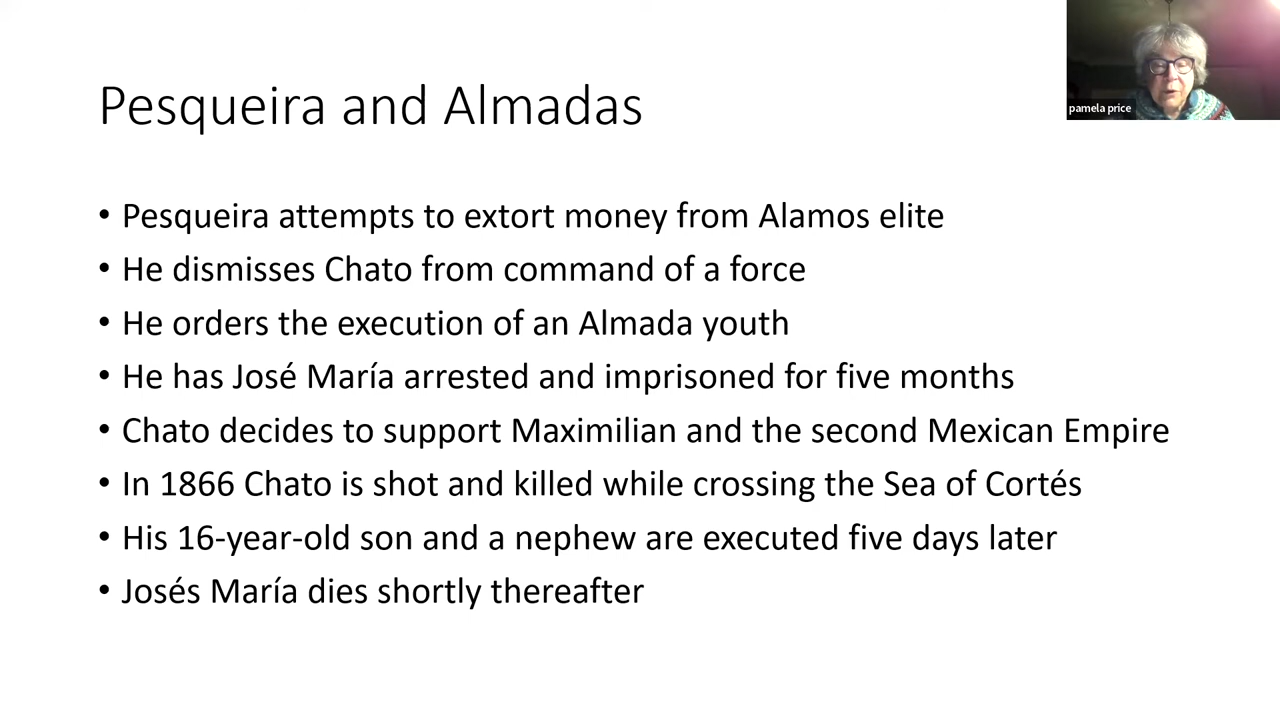 Pesqueira and Almadas
pamela price
• Pesqueira attempts to extort money from Alamos elite
• He dismisses Chato from command of a force
• He orders the execution of an Almada youth
• He has José María arrested and imprisoned for five months
• Chato decides to support Maximilian and the second Mexican Empire
• In 1866 Chato is shot and killed while crossing the Sea of Cortés
• His 16-year-old son and a nephew are executed five days later
• Josés María dies shortly thereafter